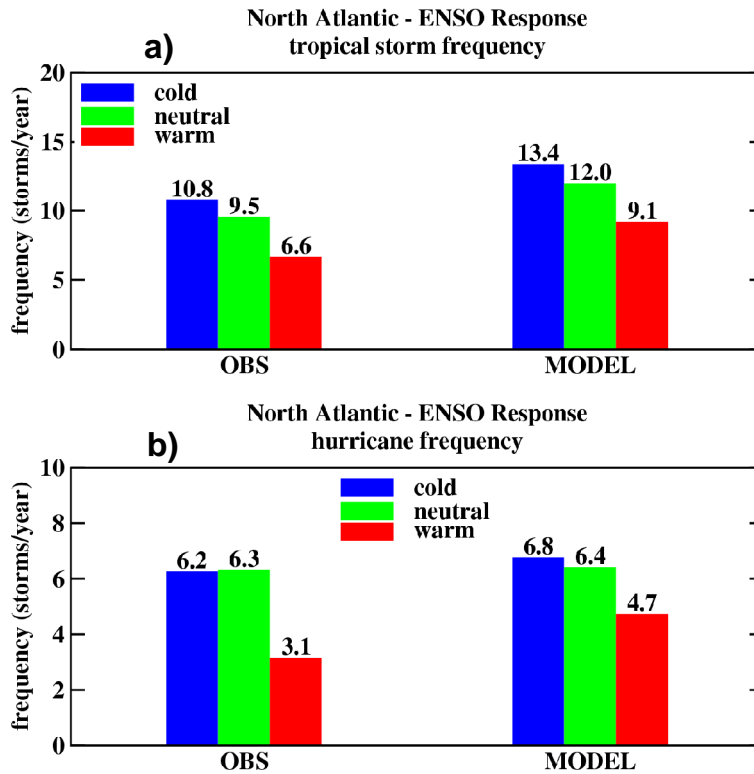 North Atlantic - ENSO Response
a) tropical storm frequency
20
15
10
5
0
frequency (storms/year)
cold
neutral
warm
10.8
9.5
6.6
13.4
12.0
9.1
OBS MODEL
North Atlantic - ENSO Response
b) hurricane frequency
10
8
6
4
2
0
frequency (storms/year)
cold
neutral
warm
6.2
6.3
3.1
6.8
6.4
4.7
OBS MODEL